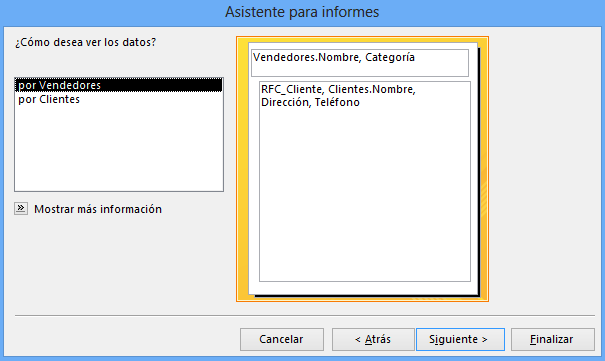 Asistente para informes
¿Cómo desea ver los datos?
por Vendedores
por Clientes
Mostrar más información
Vendedores.Nombre, Categoría
RFC_Cliente, Clientes.Nombre,
Dirección, Teléfono
Cancelar
< Atrás
Siguiente >
Finalizar